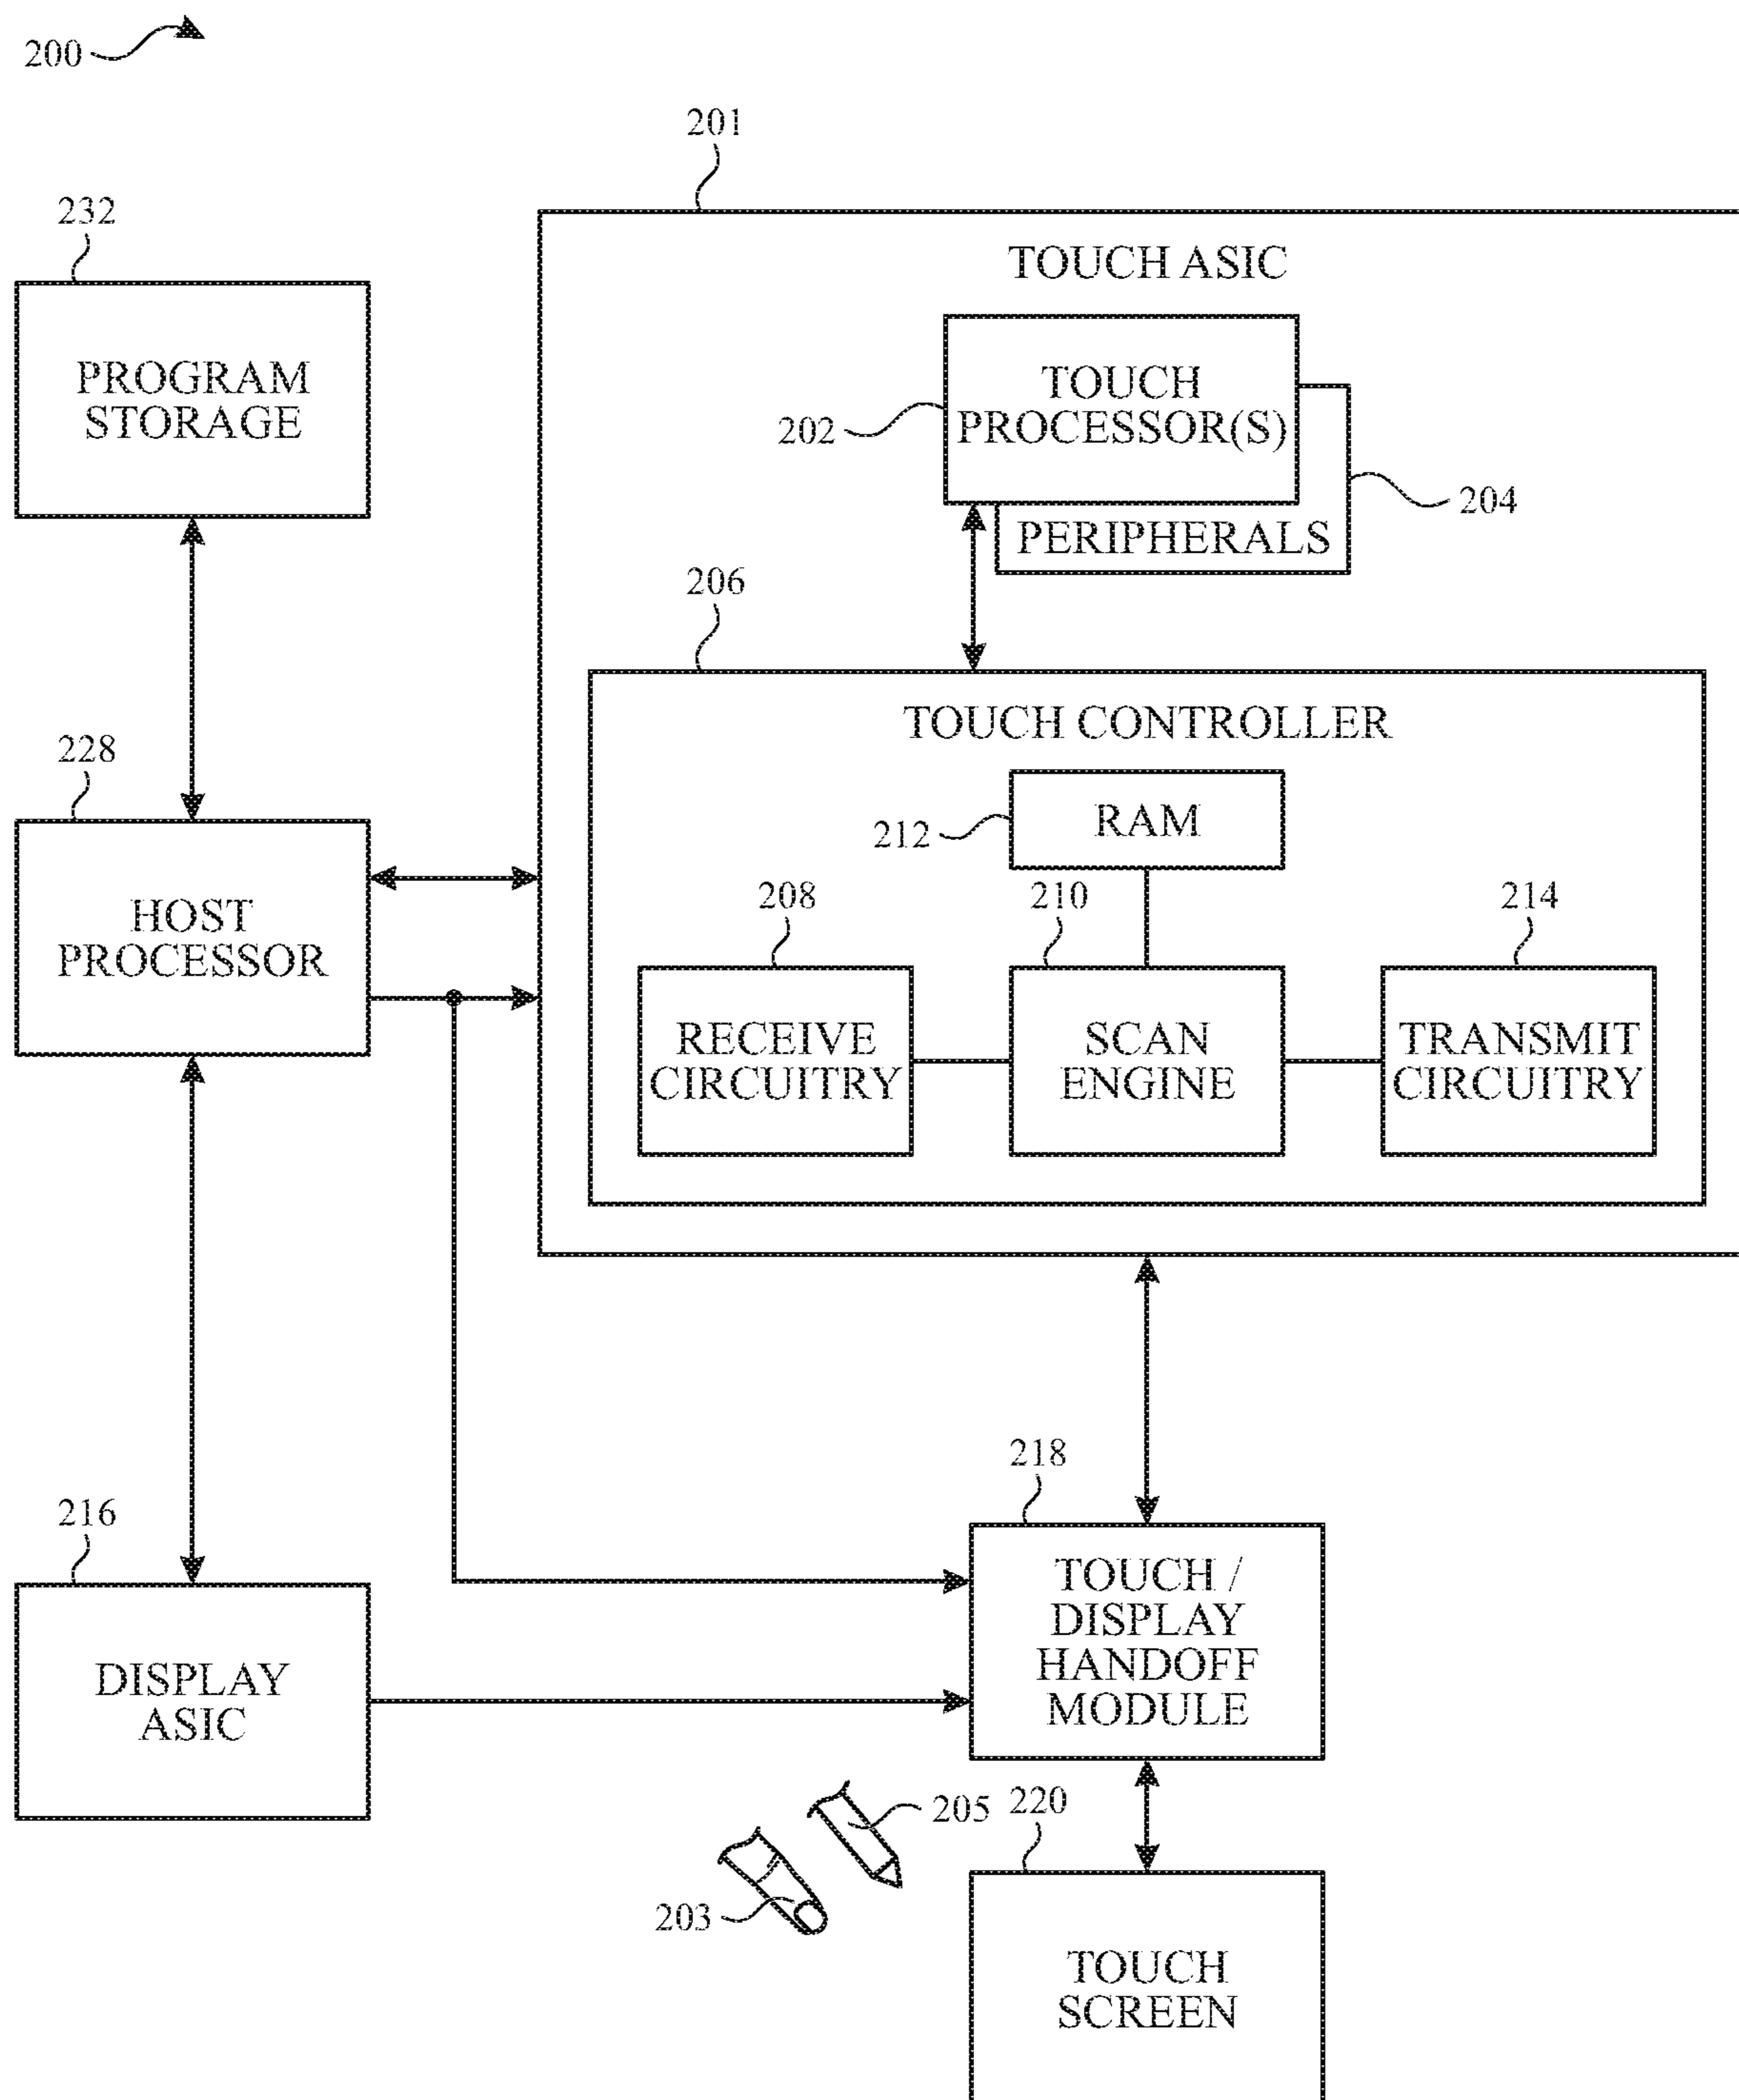 200
201
232
TOUCH ASIC
PROGRAM
STORAGE
TOUCH
PROCESSOR(S)
202
204
PERIPHERALS
206
TOUCH CONTROLLER
228
RAM
212
HOST
PROCESSOR
208
210
214
RECEIVE
CIRCUITRY
SCAN
ENGINE
TRANSMIT
CIRCUITRY
218
216
TOUCH /
DISPLAY
HANDOFF
MODULE
DISPLAY
ASIC
205
220
203
TOUCH
SCREEN